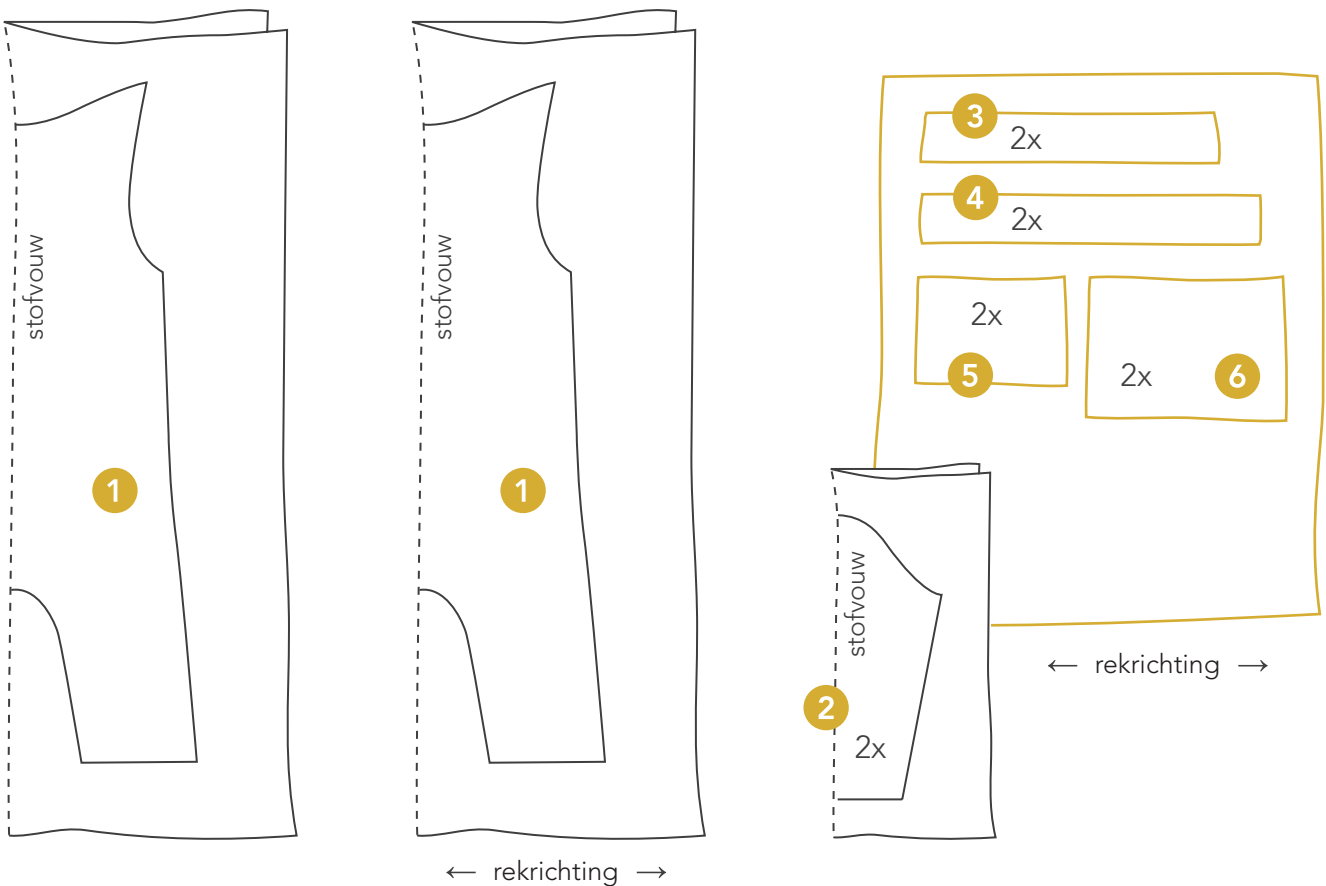 stofvouw
1
stofvouw
1
← rekrichting →
3
2x
4
2x
2x
5
2x
6
stofvouw
2
2x
← rekrichting →